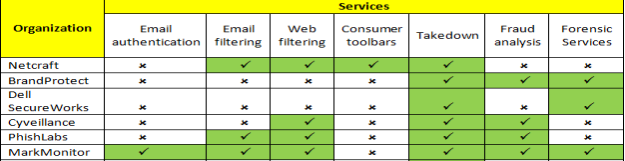 Services
Organization
Email authentication
Email filtering
Web filtering
Consumer toolbars
Takedown
Fraud analysis
Forensic Services
Netcraft × ✓ ✓ ✓ ✓ × ×
BrandProtect × × × × ✓ ✓ ✓
Dell SecureWorks × × × × ✓ × ✓
Cyveillance × × ✓ × ✓ ✓ ×
PhishLabs × ✓ ✓ × ✓ ✓ ×
MarkMonitor ✓ ✓ ✓ × ✓ ✓ ✓